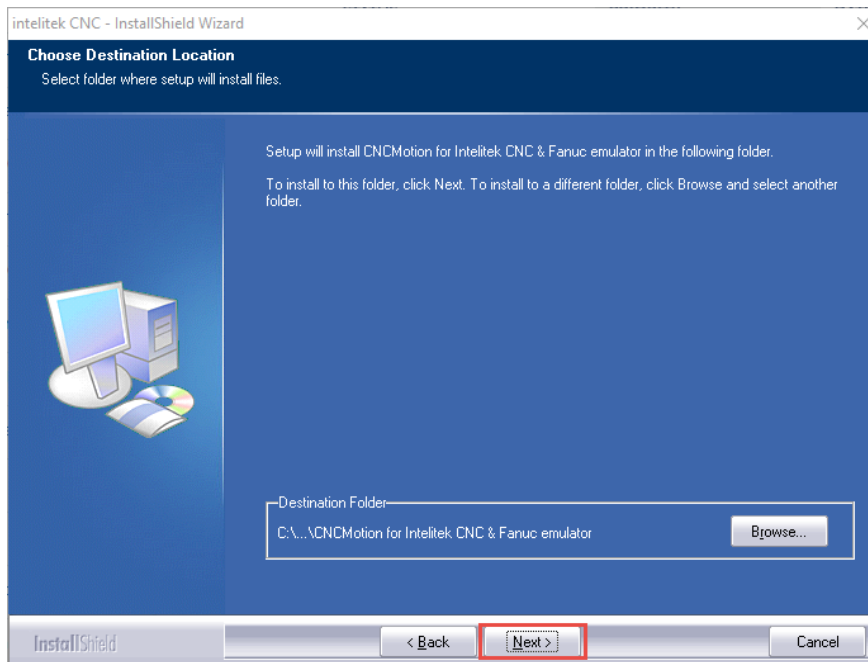 intelitek CNC - InstallShield Wizard
Choose Destination Location
Select folder where setup will install files.
Setup will install CNCMotion for Intelitek CNC & Fanuc emulator in the following folder.
To install to this folder, click Next. To install to a different folder, click Browse and select another
folder.
Destination Folder
C:\...\CNCMotion for Intelitek CNC & Fanuc emulator
Browse...
InstallShield
< Back
Next >
Cancel